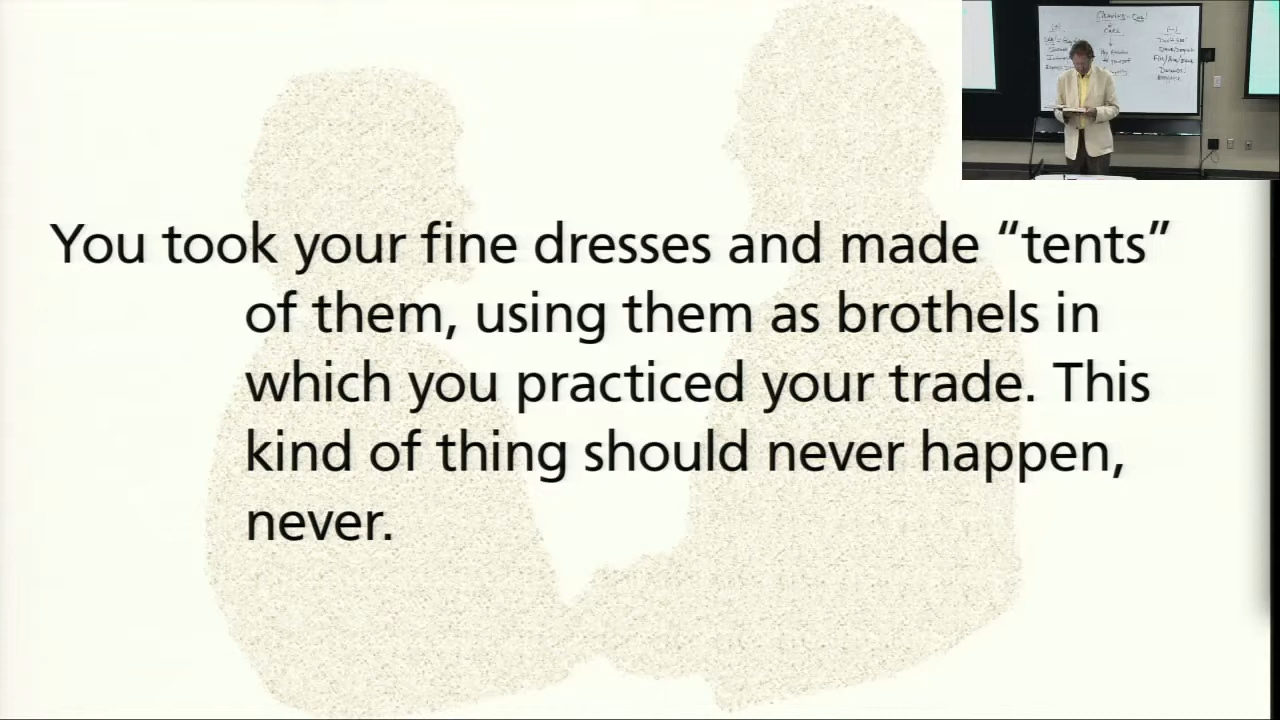 You took your fine dresses and made “tents”
of them, using them as brothels in
which you practiced your trade. This
kind of thing should never happen,
never.